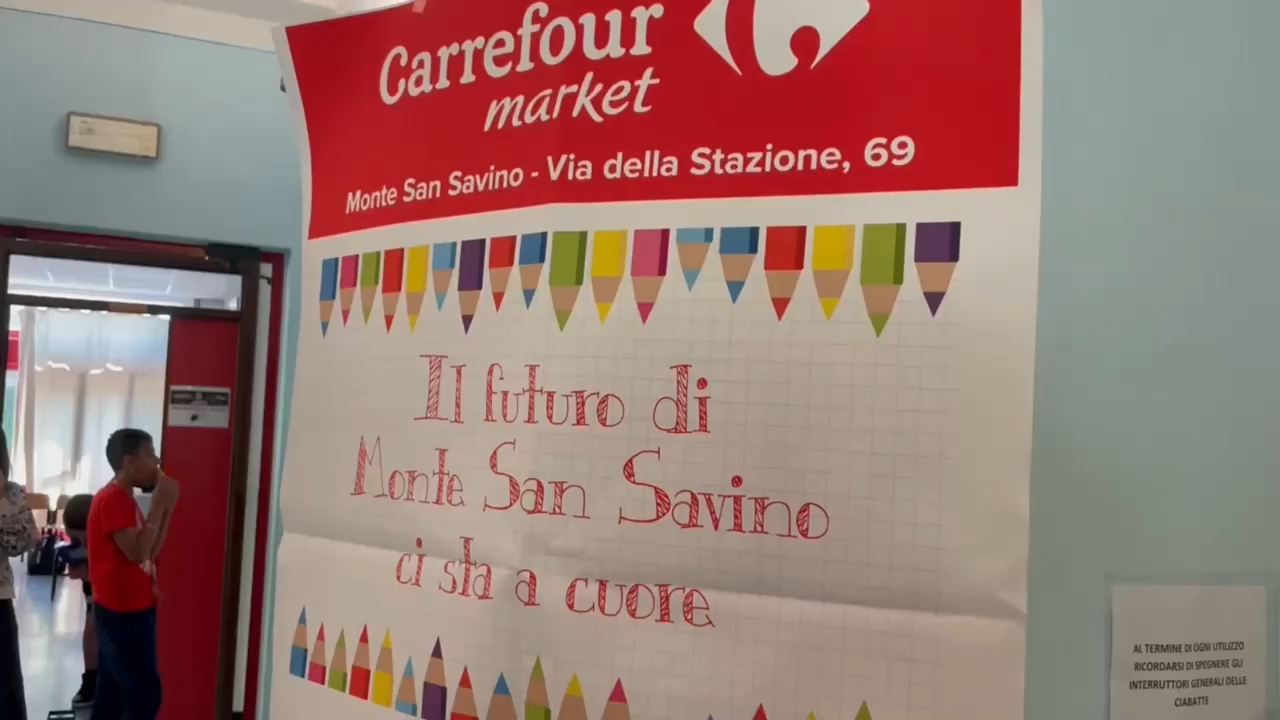 Carrefour
market
Monte San Savino - Via della Stazione, 69
Il futuro di
Monte San Savino
ci sta a cuore
AL TERMINE DI OGNI UTILIZZO
RICORDARSI DI SPEGNERE GLI
INTERRUTTORI GENERALI DELLE
CIABATTE